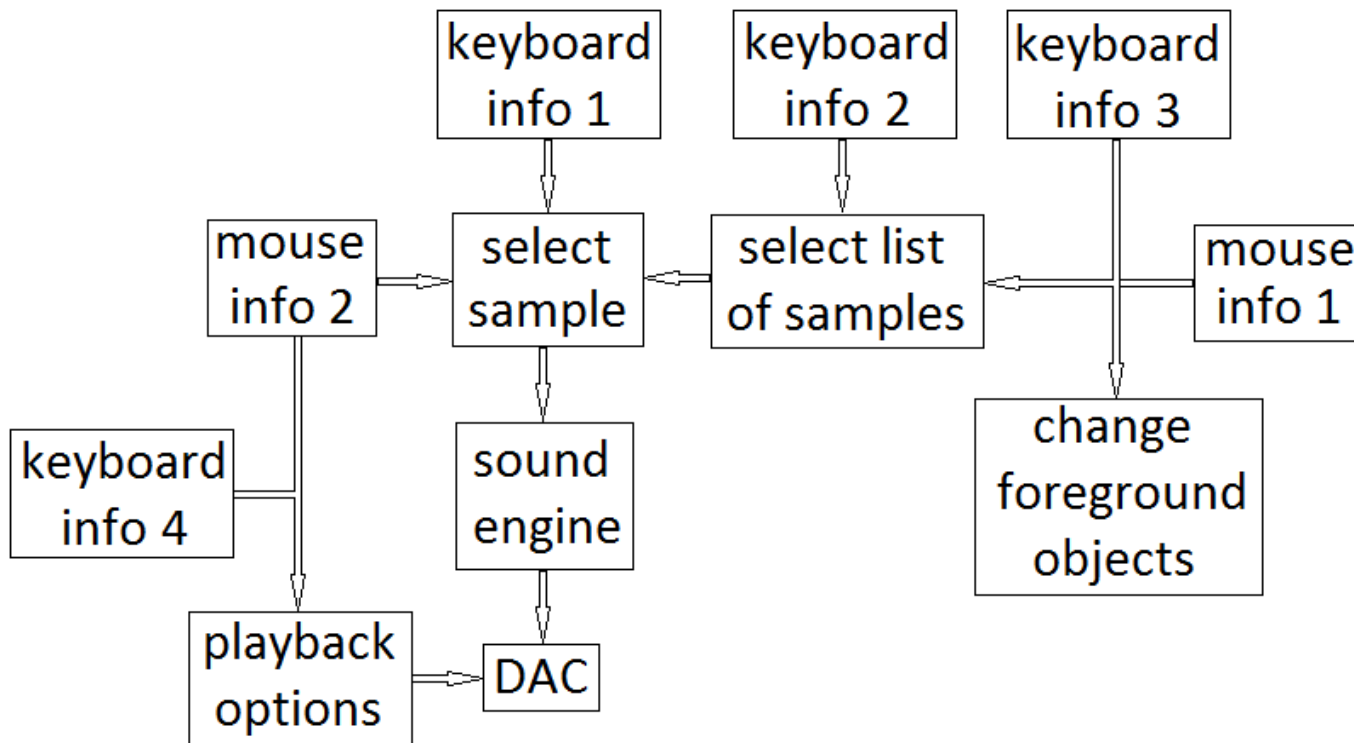 keyboard
info 1
keyboard
info 2
keyboard
info 3
mouse
info 2
select
sample
select list
of samples
mouse
info 1
keyboard
info 4
sound
engine
change
foreground
objects
playback
options
DAC